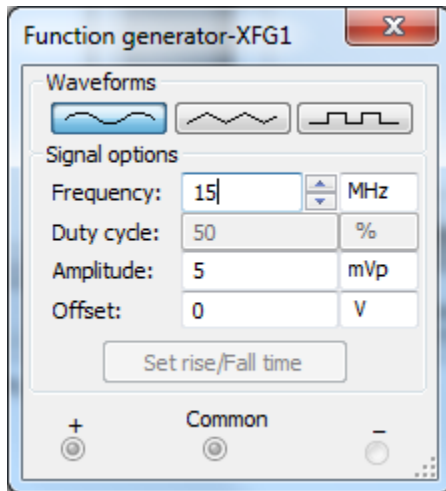 Function generator-XFG1
Waveforms
Signal options
Frequency: 15 MHz
Duty cycle: 50 %
Amplitude: 5 mVp
Offset: 0 V
Set rise/Fall time
+ Common −